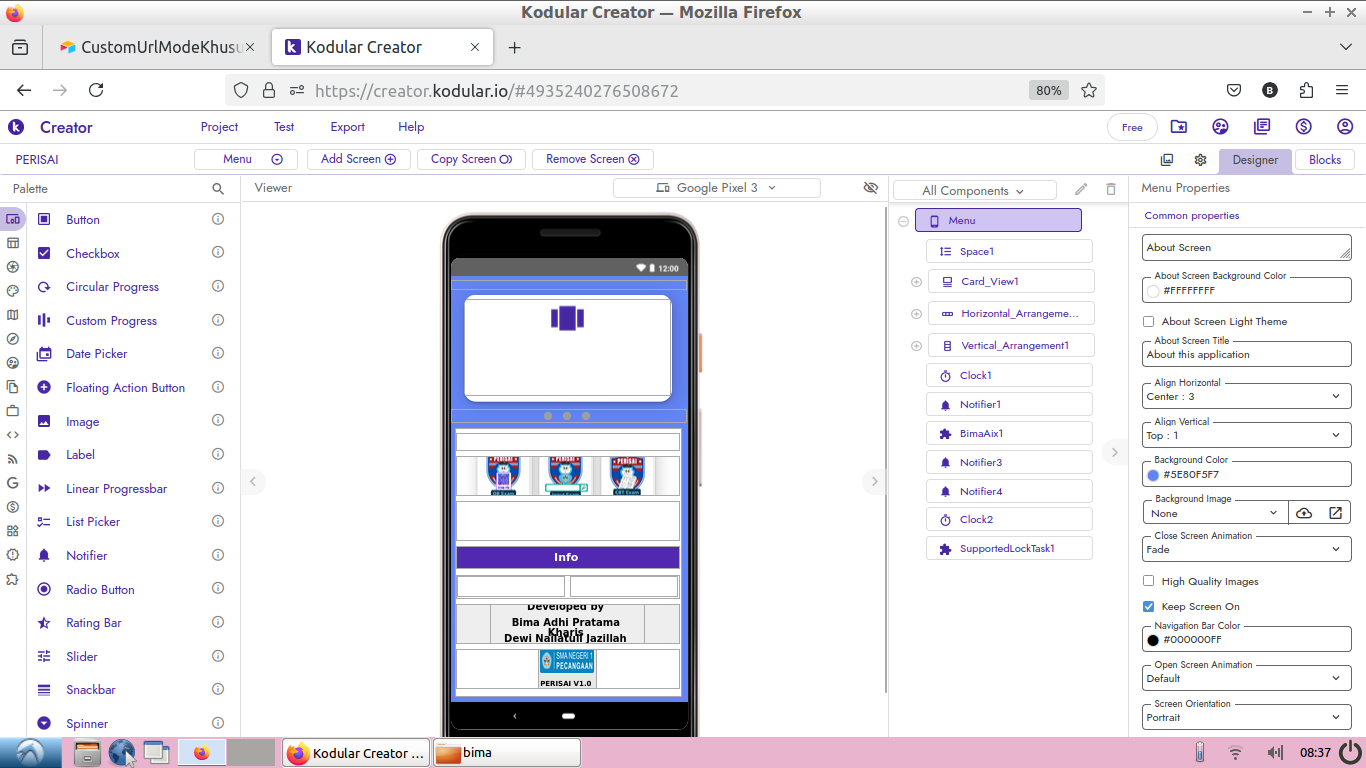 Kodular Creator — Mozilla Firefox
CustomUrlModeKhusu
Kodular Creator
https://creator.kodular.io/#4935240276508672
80%
Creator
Project
Test
Export
Help
Free
PERISAI
Menu
Add Screen
Copy Screen
Remove Screen
Designer
Blocks
Palette
Button
Checkbox
Circular Progress
Custom Progress
Date Picker
Floating Action Button
Image
Label
Linear Progressbar
List Picker
Notifier
Radio Button
Rating Bar
Slider
Snackbar
Spinner
Viewer
Google Pixel 3
12:00
PERISAI
PERISAI
PERISAI
Info
Developed by
Bima Adhi Pratama
Kharis
Dewi Nailatull Jazillah
SMA NEGERI 1
PECANGAAN
PERISAI V1.0
All Components
Menu
Space1
Card_View1
Horizontal_Arrangeme...
Vertical_Arrangement1
Clock1
Notifier1
BimaAix1
Notifier3
Notifier4
Clock2
SupportedLockTask1
Menu Properties
Common properties
About Screen
About Screen Background Color
#FFFFFFFF
About Screen Light Theme
About Screen Title
About this application
Align Horizontal
Center : 3
Align Vertical
Top : 1
Background Color
#5E80F5F7
Background Image
None
Close Screen Animation
Fade
High Quality Images
Keep Screen On
Navigation Bar Color
#000000FF
Open Screen Animation
Default
Screen Orientation
Portrait
Kodular Creator ...
bima
08:37